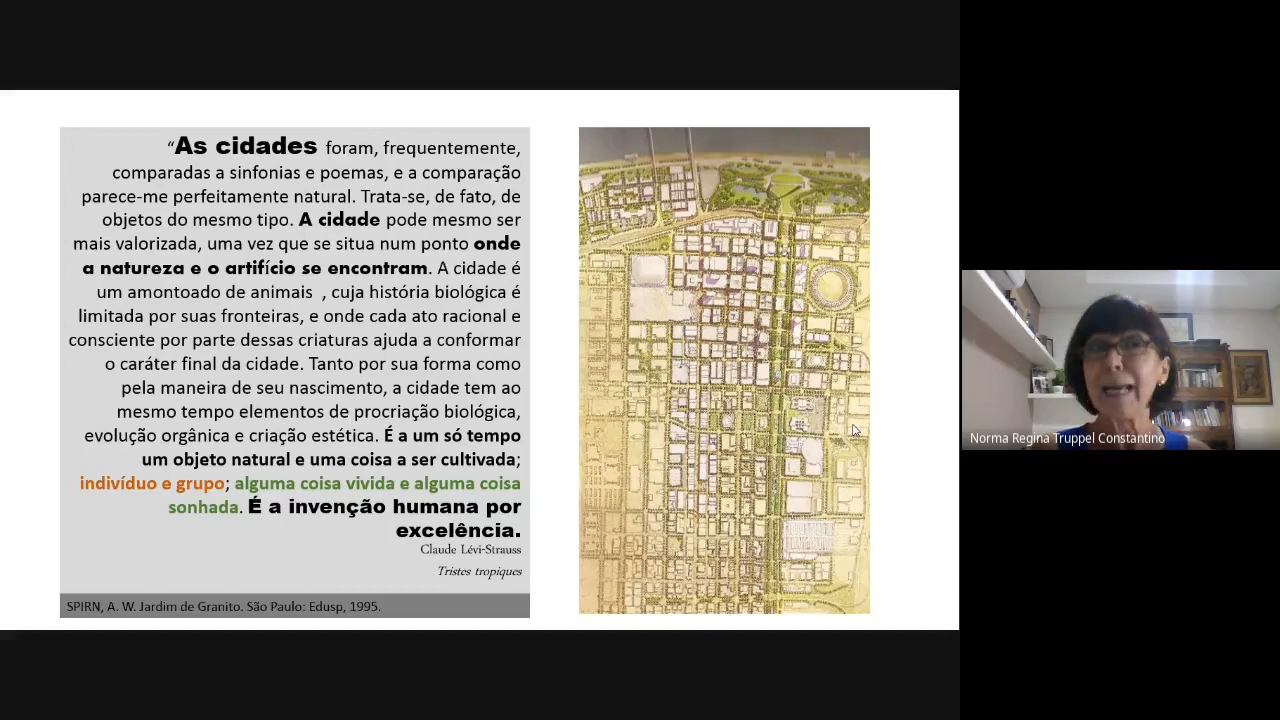 “As cidades foram, frequentemente,
comparadas a sinfonias e poemas, e a comparação
parece-me perfeitamente natural. Trata-se, de fato, de
objetos do mesmo tipo. A cidade pode mesmo ser
mais valorizada, uma vez que se situa num ponto onde
a natureza e o artifício se encontram. A cidade é
um amontoado de animais , cuja história biológica é
limitada por suas fronteiras, e onde cada ato racional e
consciente por parte dessas criaturas ajuda a conformar
o caráter final da cidade. Tanto por sua forma como
pela maneira de seu nascimento, a cidade tem ao
mesmo tempo elementos de procriação biológica,
evolução orgânica e criação estética. É a um só tempo
um objeto natural e uma coisa a ser cultivada;
indivíduo e grupo; alguma coisa vivida e alguma coisa
sonhada. É a invenção humana por
excelência.
Claude Lévi-Strauss
Tristes tropiques
SPIRN, A. W. Jardim de Granito. São Paulo: Edusp, 1995.
Norma Regina Truppel Constantino